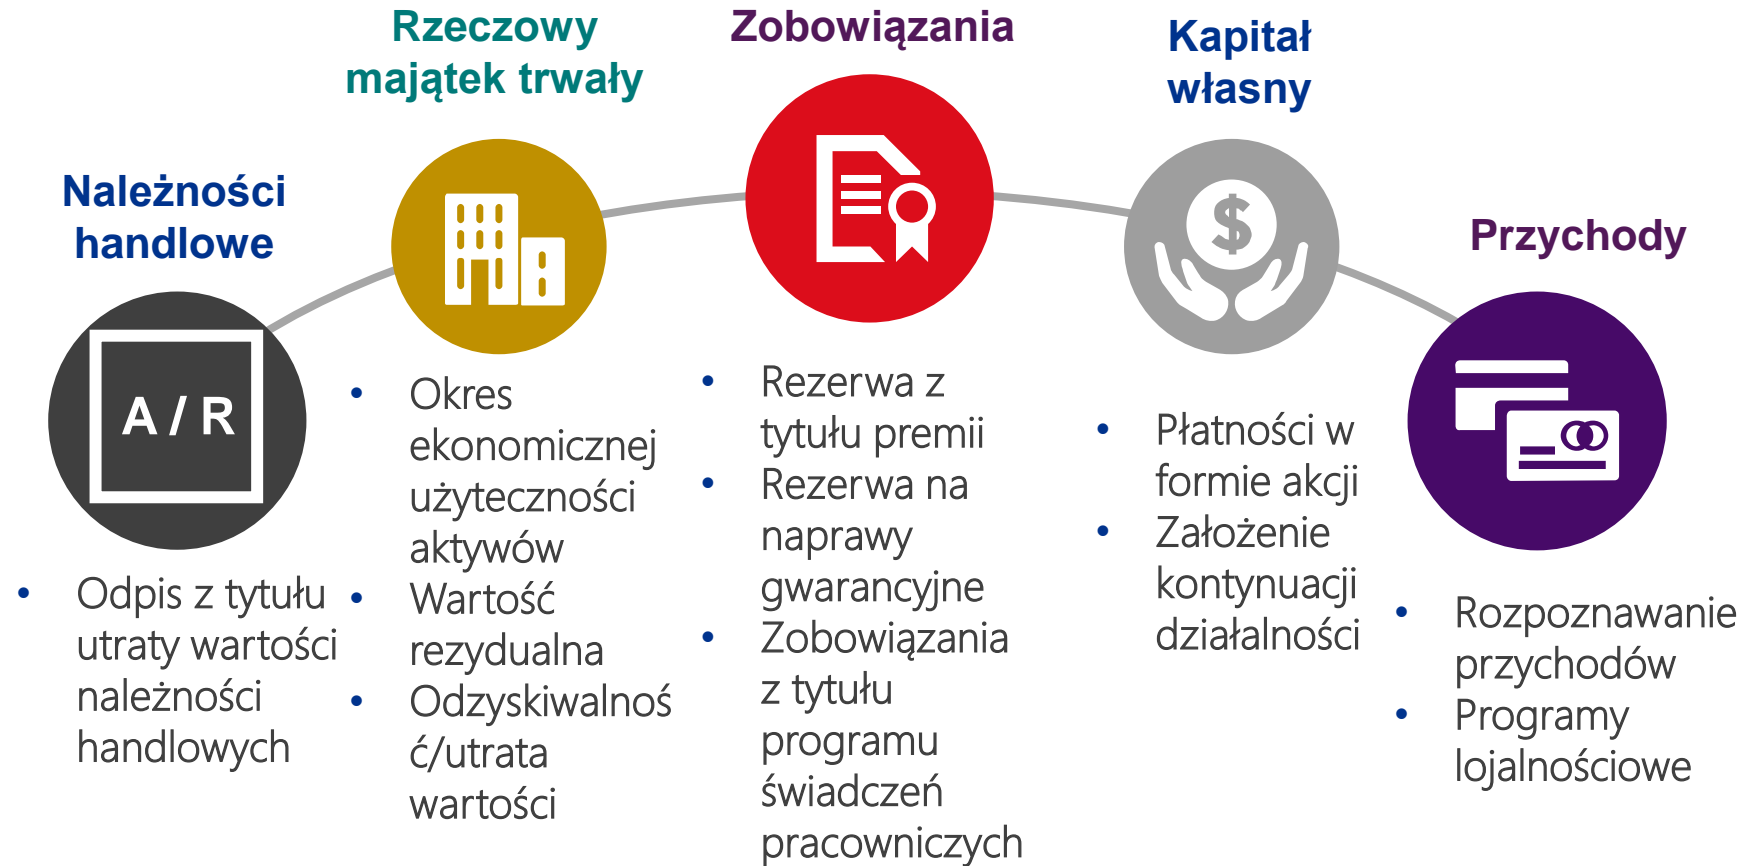 Należności
handlowe
A / R
Odpis z tytułu
utraty wartości
należności
handlowych
Rzeczowy
majątek trwały
Okres
ekonomicznej
użyteczności
aktywów
Wartość
rezydualna
Odzyskiwalnoś
ć/utrata
wartości
Zobowiązania
Rezerwa z
tytułu premii
Rezerwa na
naprawy
gwarancyjne
Zobowiązania
z tytułu
programu
świadczeń
pracowniczych
Kapitał
własny
$
Płatności w
formie akcji
Założenie
kontynuacji
działalności
Przychody
Rozpoznawanie
przychodów
Programy
lojalnościowe